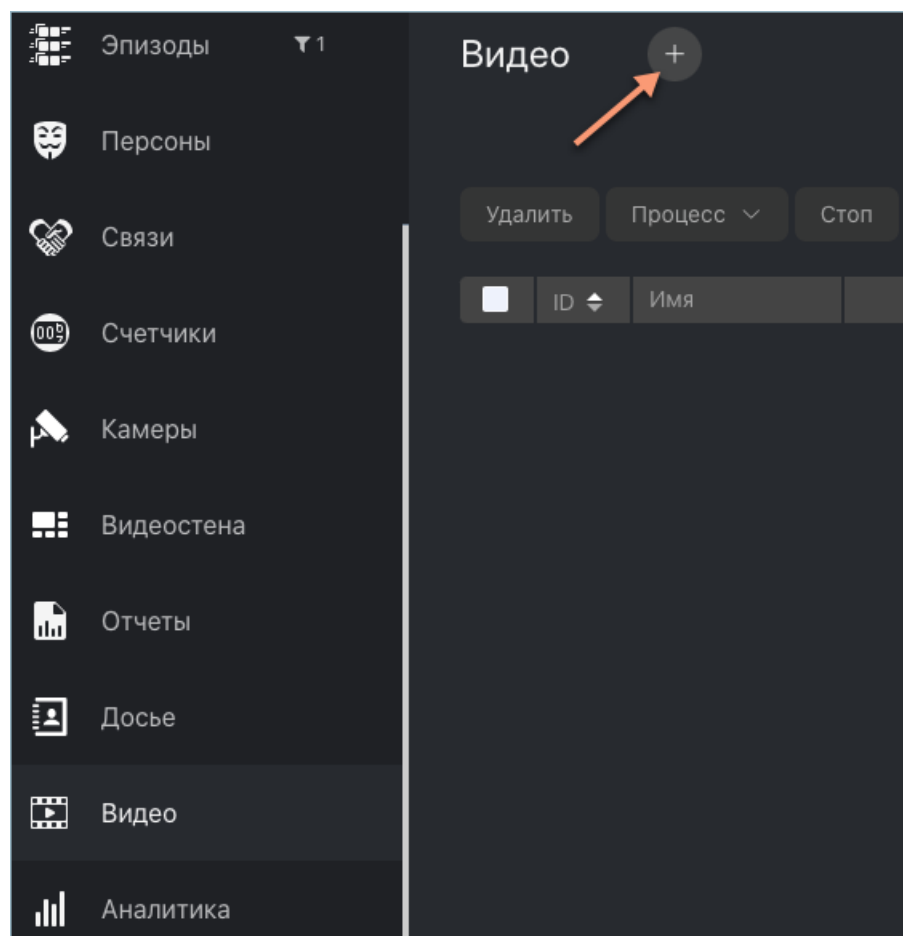 Эпизоды 1
Персоны
Связи
Счетчики
Камеры
Видеостена
Отчеты
Досье
Видео
Аналитика
Видео +
Удалить Процесс Стоп
ID Имя